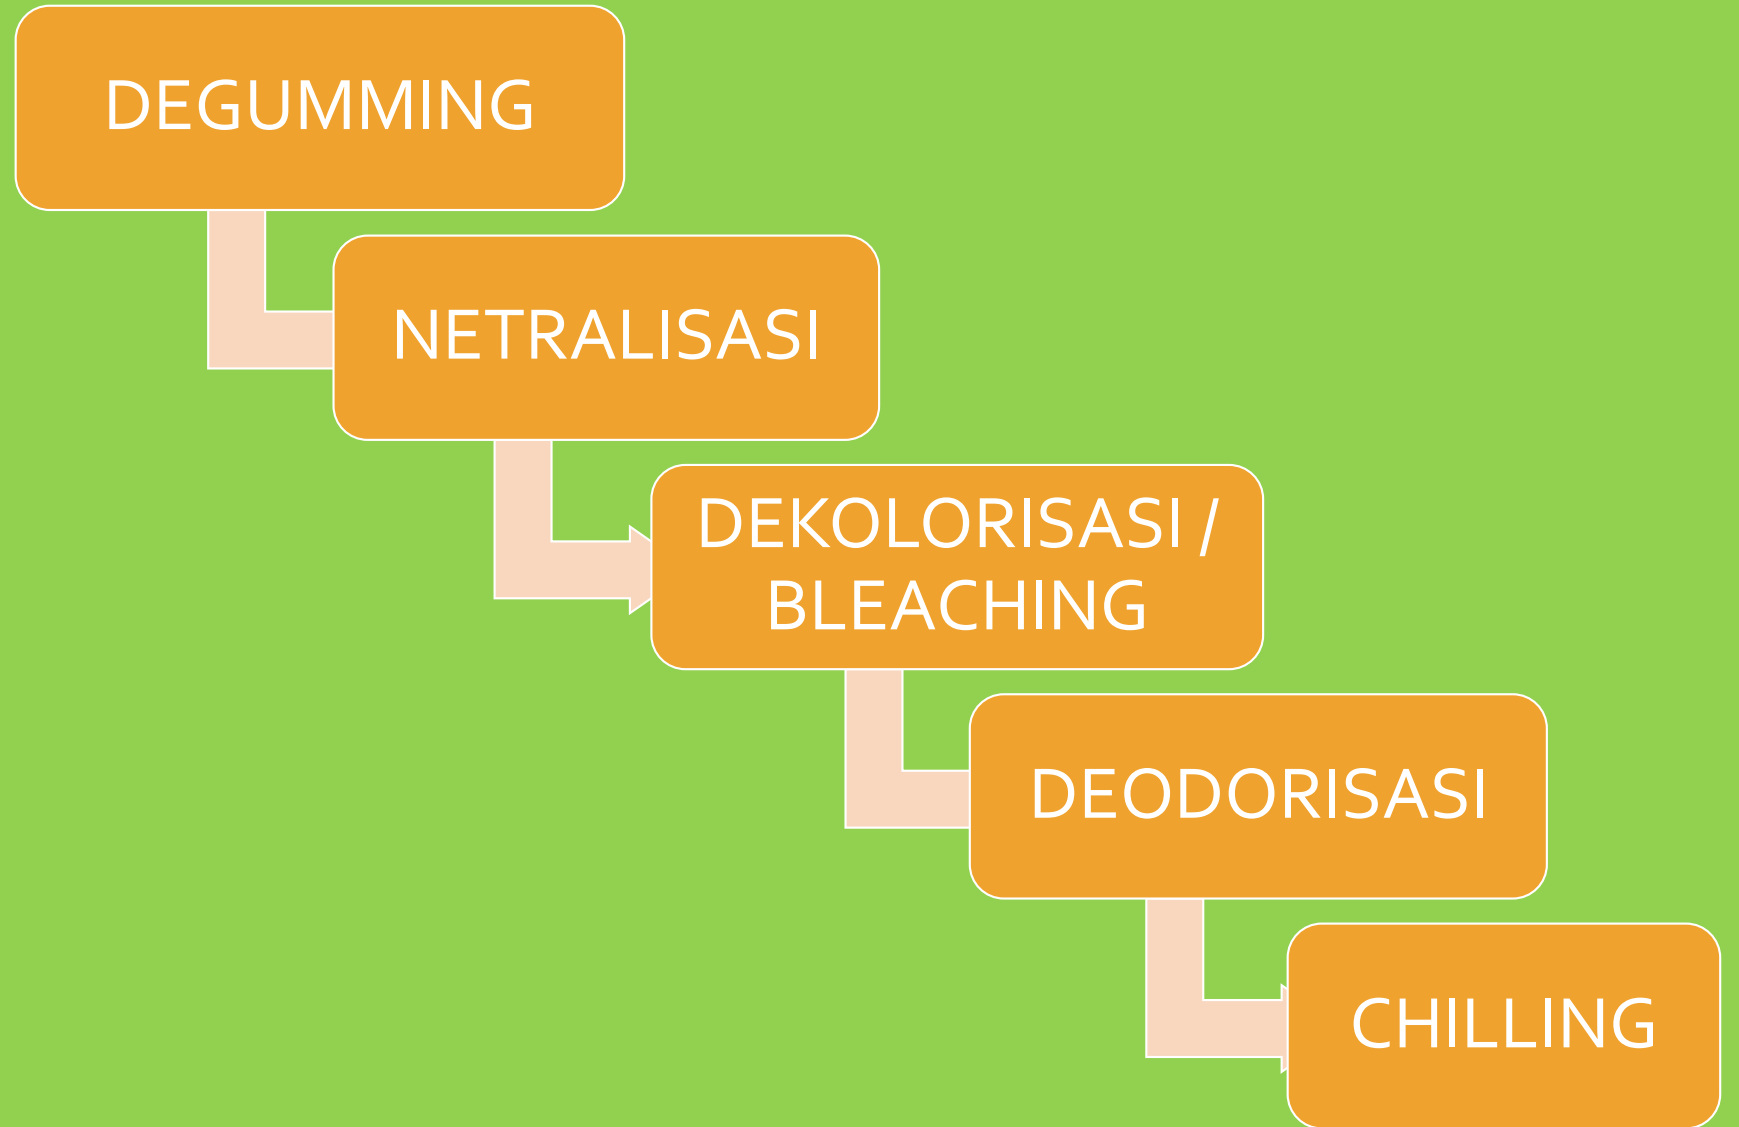 DEGUMMING
NETRALISASI
DEKOLORISASI /
BLEACHING
DEODORISASI
CHILLING